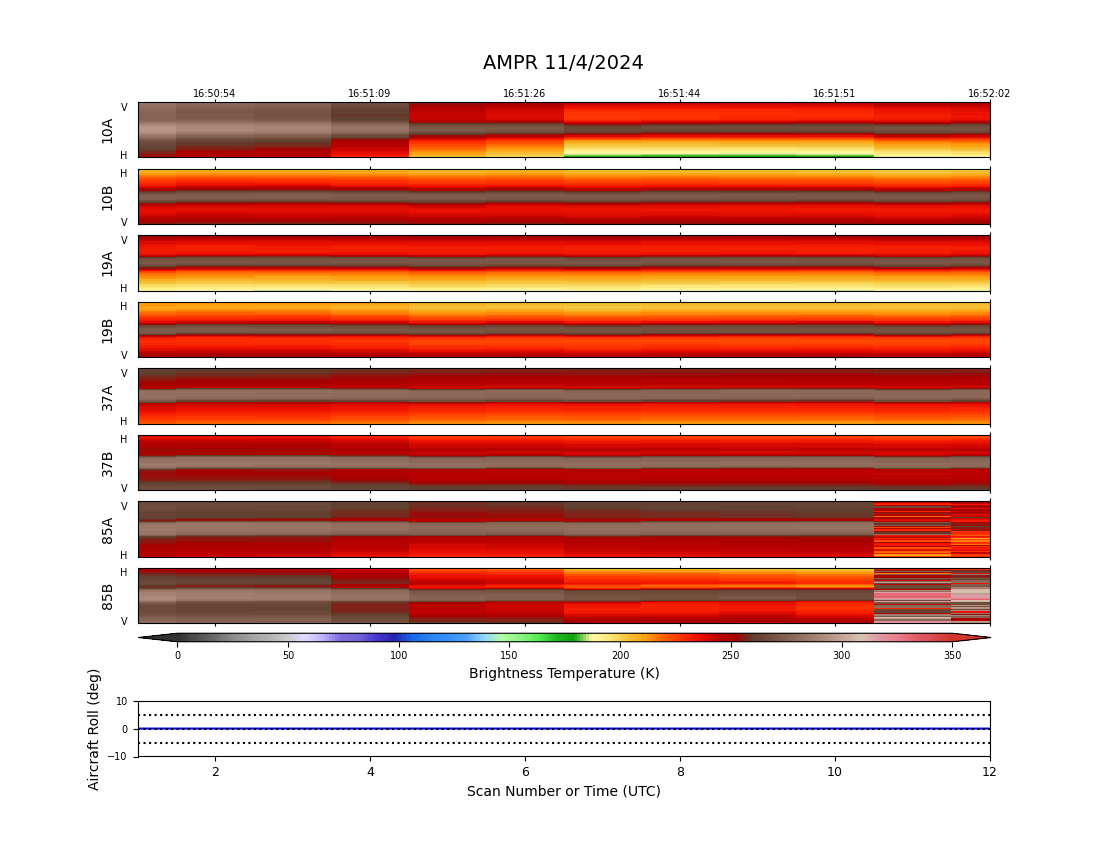 AMPR 11/4/2024
16:50:54 16:51:09 16:51:26 16:51:44 16:51:51 16:52:02
V
10A
H
H
10B
V
V
19A
H
H
19B
V
V
37A
H
H
37B
V
V
85A
H
H
85B
V
0 50 100 150 200 250 300 350
Brightness Temperature (K)
Aircraft Roll (deg)
10
0
−10
2 4 6 8 10 12
Scan Number or Time (UTC)